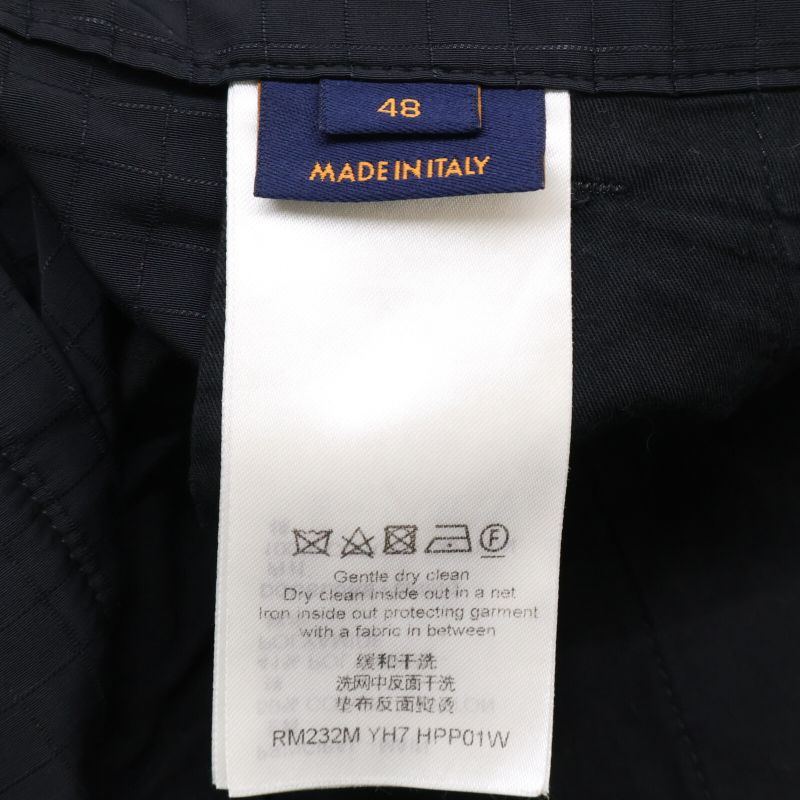 48
MADE IN ITALY
F
Gentle dry clean
Dry clean inside out in a net
Iron inside out protecting garment
with a fabric in between
缓和干洗
洗网中反面干洗
垫布反面熨烫
RM232M YH7 HPP01W